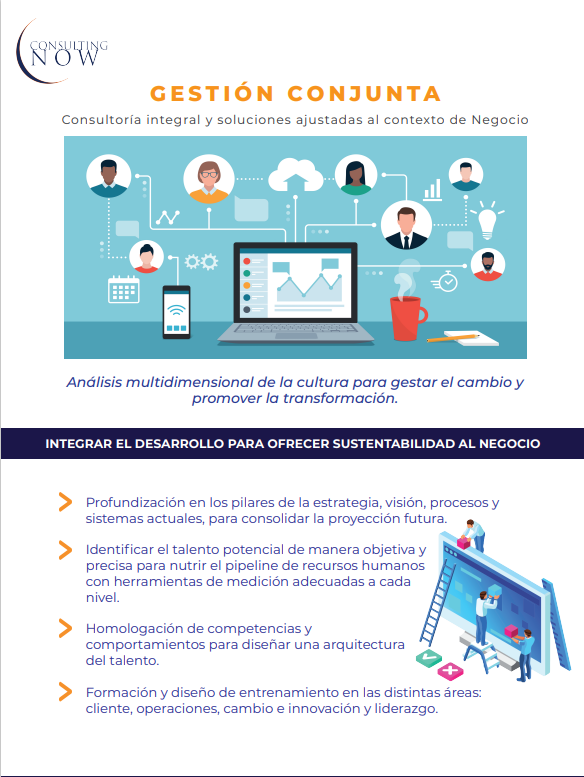 CONSULTING
NOW
GESTIÓN CONJUNTA
Consultoría integral y soluciones ajustadas al contexto de Negocio
Análisis multidimensional de la cultura para gestar el cambio y
promover la transformación.
INTEGRAR EL DESARROLLO PARA OFRECER SUSTENTABILIDAD AL NEGOCIO
Profundización en los pilares de la estrategia, visión, procesos y
sistemas actuales, para consolidar la proyección futura.
Identificar el talento potencial de manera objetiva y
precisa para nutrir el pipeline de recursos humanos
con herramientas de medición adecuadas a cada
nivel.
Homologación de competencias y
comportamientos para diseñar una arquitectura
del talento.
Formación y diseño de entrenamiento en las distintas áreas:
cliente, operaciones, cambio e innovación y liderazgo.